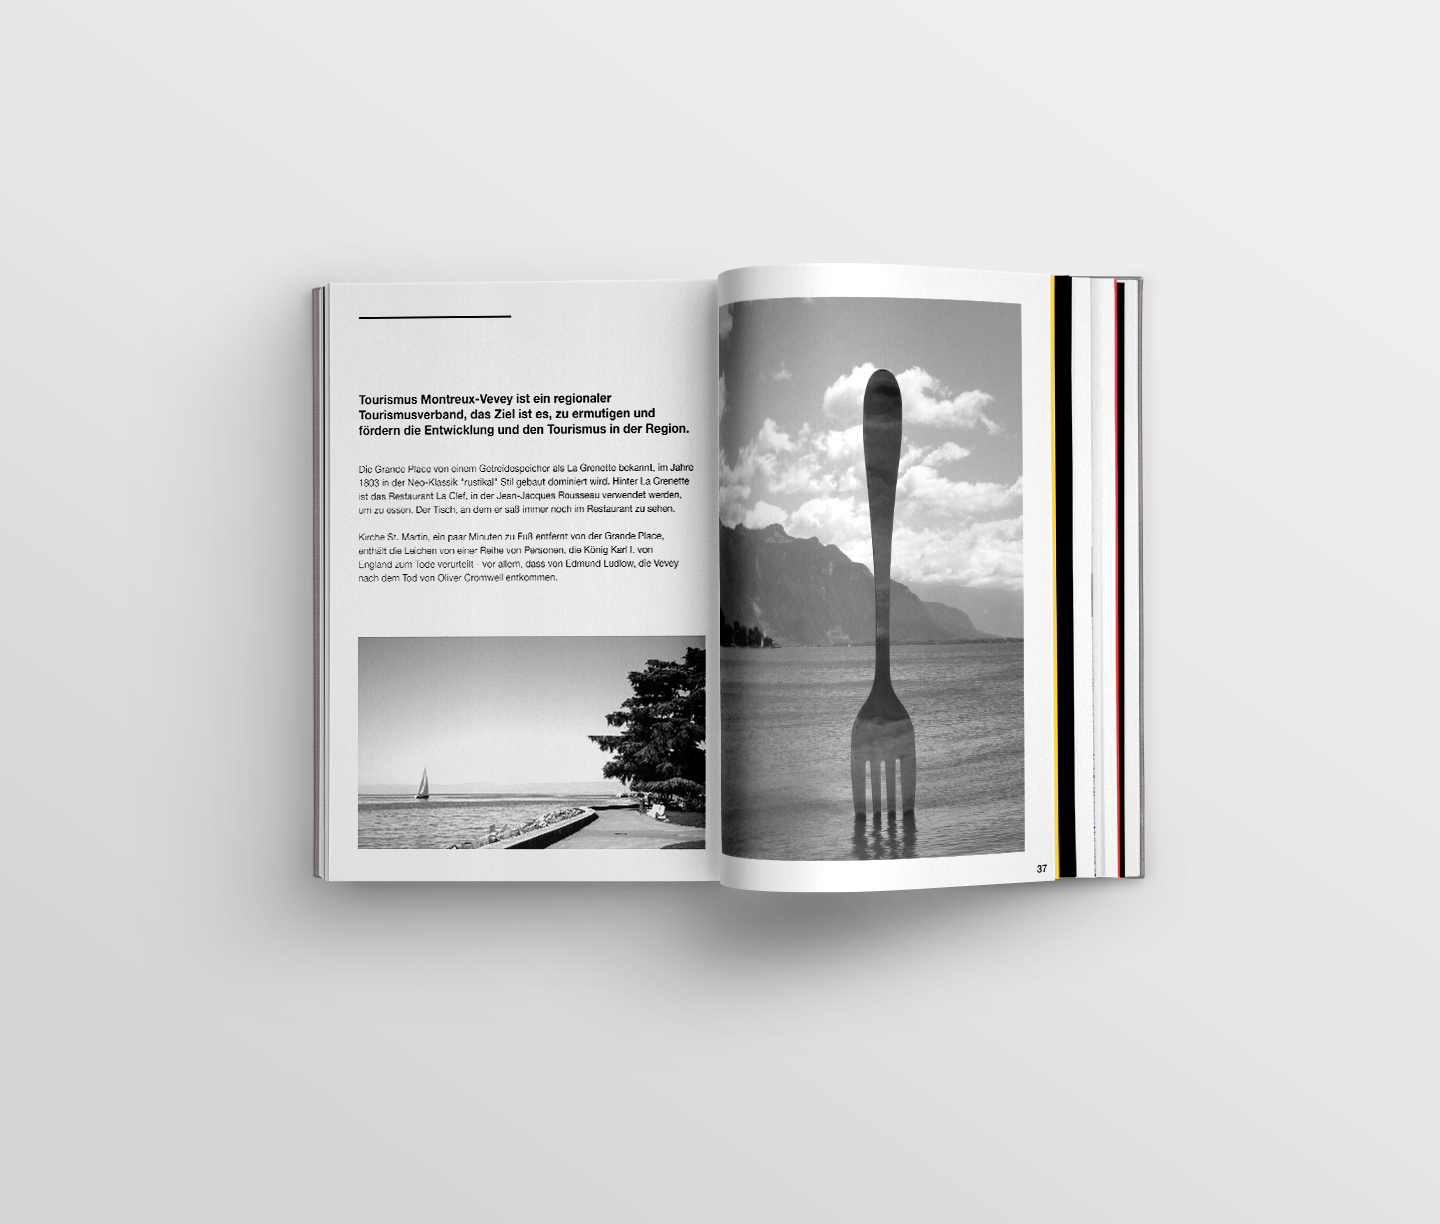 Tourismus Montreux-Vevey ist ein regionaler
Tourismusverband, das Ziel ist es, zu ermutigen und
fördern die Entwicklung und den Tourismus in der Region.
Die Grande Place von einem Getreidespeicher als La Grenette bekannt, im Jahre
1803 in der Neo-Klassik "rustikal" Stil gebaut dominiert wird. Hinter La Grenette
ist das Restaurant La Clef, in der Jean-Jacques Rousseau verwendet werden,
um zu essen. Der Tisch, an dem er saß immer noch im Restaurant zu sehen.
Kirche St. Martin, ein paar Minuten zu Fuß entfernt von der Grande Place,
enthält die Leichen von einer Reihe von Personen, die König Karl I. von
England zum Tode verurteilt - vor allem, dass von Edmund Ludlow, die Vevey
nach dem Tod von Oliver Cromwell entkommen.
37